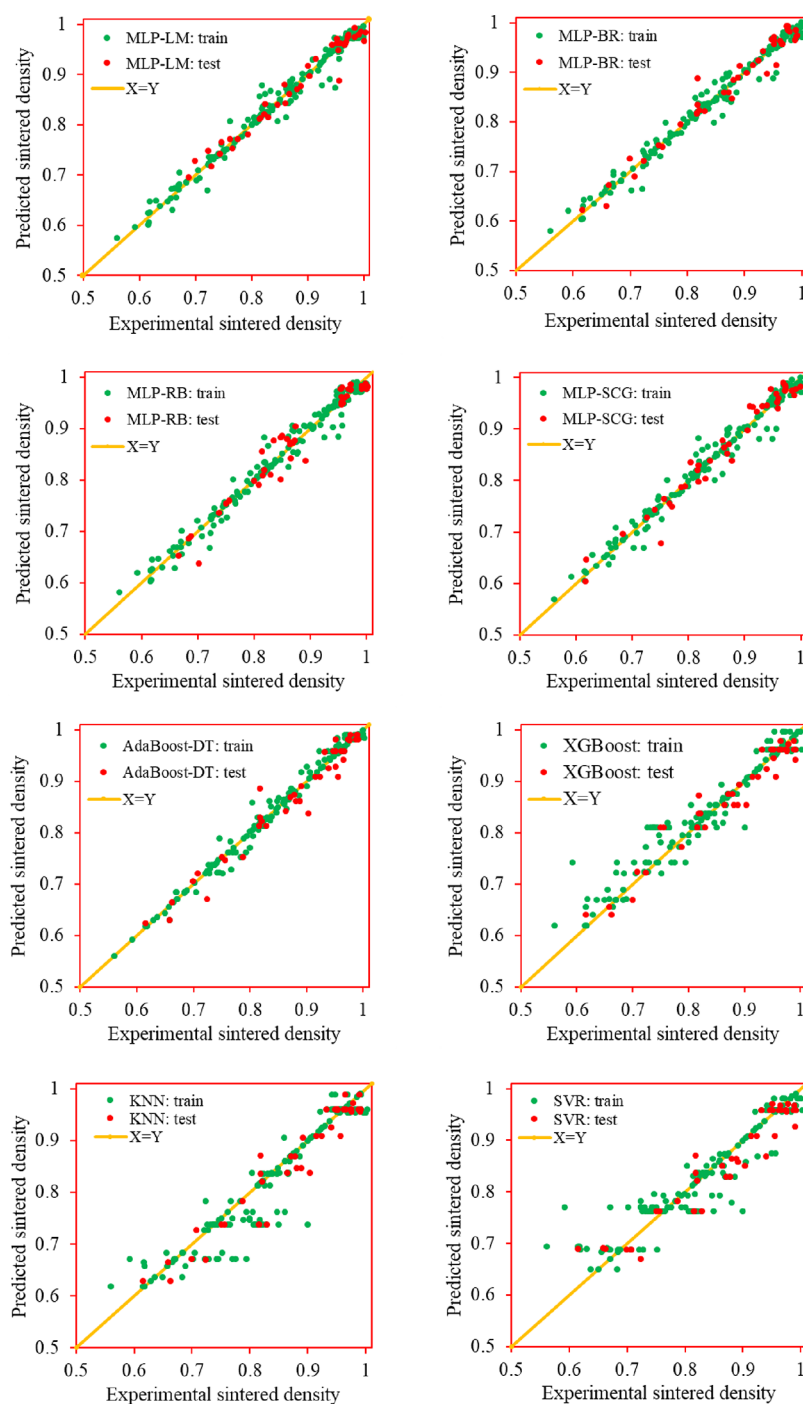 MLP-LM: train
MLP-LM: test
X=Y
Predicted sintered density
1
0.9
0.8
0.7
0.6
0.5
0.5 0.6 0.7 0.8 0.9 1
Experimental sintered density
MLP-BR: train
MLP-BR: test
X=Y
Predicted sintered density
1
0.9
0.8
0.7
0.6
0.5
0.5 0.6 0.7 0.8 0.9 1
Experimental sintered density
MLP-RB: train
MLP-RB: test
X=Y
Predicted sintered density
1
0.9
0.8
0.7
0.6
0.5
0.5 0.6 0.7 0.8 0.9 1
Experimental sintered density
MLP-SCG: train
MLP-SCG: test
X=Y
Predicted sintered density
1
0.9
0.8
0.7
0.6
0.5
0.5 0.6 0.7 0.8 0.9 1
Experimental sintered density
AdaBoost-DT: train
AdaBoost-DT: test
X=Y
Predicted sintered density
1
0.9
0.8
0.7
0.6
0.5
0.5 0.6 0.7 0.8 0.9 1
Experimental sintered density
XGBoost: train
XGBoost: test
X=Y
Predicted sintered density
1
0.9
0.8
0.7
0.6
0.5
0.5 0.6 0.7 0.8 0.9 1
Experimental sintered density
KNN: train
KNN: test
X=Y
Predicted sintered density
1
0.9
0.8
0.7
0.6
0.5
0.5 0.6 0.7 0.8 0.9 1
Experimental sintered density
SVR: train
SVR: test
X=Y
Predicted sintered density
1
0.9
0.8
0.7
0.6
0.5
0.5 0.6 0.7 0.8 0.9 1
Experimental sintered density